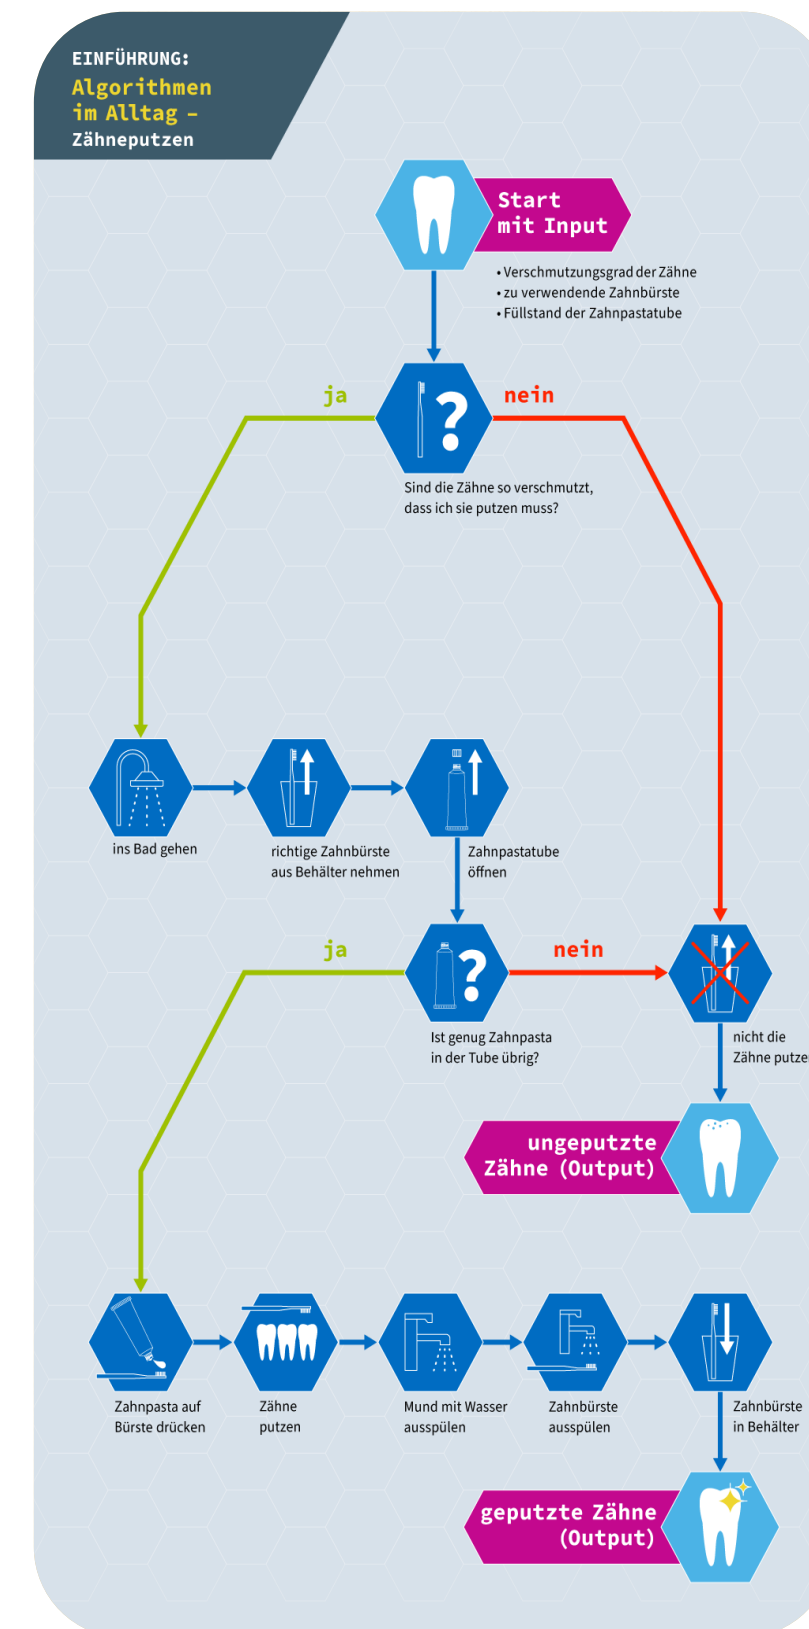 EINFÜHRUNG:
Algorithmen
im Alltag –
Zähneputzen
Start
mit Input
• Verschmutzungsgrad der Zähne
• zu verwendende Zahnbürste
• Füllstand der Zahnpastatube
ja
nein
?
Sind die Zähne so verschmutzt,
dass ich sie putzen muss?
ins Bad gehen
richtige Zahnbürste
aus Behälter nehmen
Zahnpastatube
öffnen
ja
nein
?
Ist genug Zahnpasta
in der Tube übrig?
nicht die
Zähne putze
ungeputzte
Zähne (Output)
Zahnpasta auf
Bürste drücken
Zähne
putzen
Mund mit Wasser
ausspülen
Zahnbürste
ausspülen
Zahnbürste
in Behälter
geputzte Zähne
(Output)